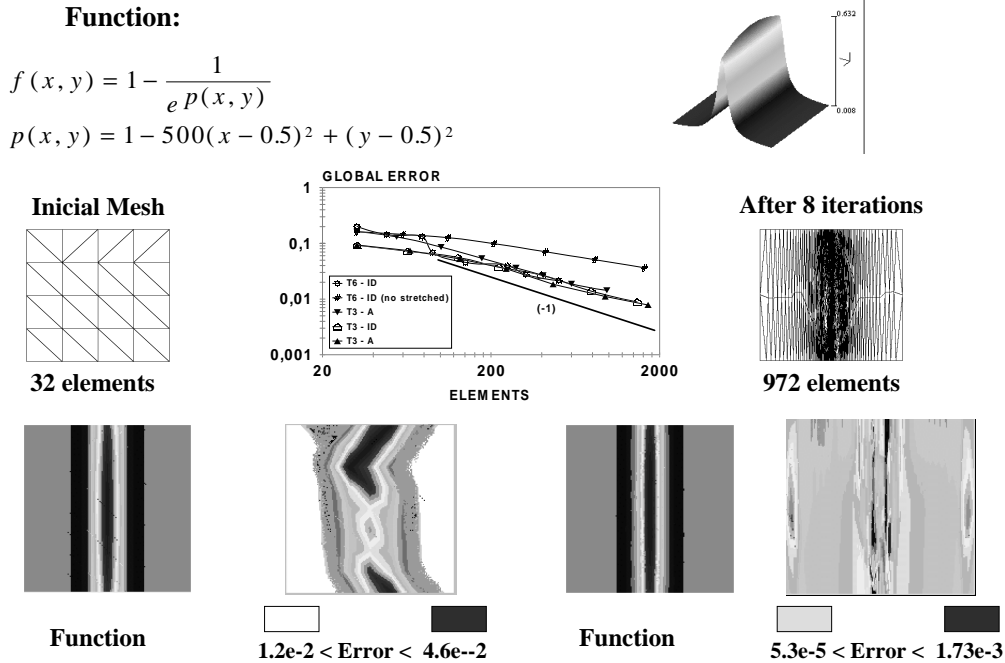 Function:
0.632
0.008
f(x, y) = 1 − 1 / e p(x, y)
p(x, y) = 1 − 500(x − 0.5)² + (y − 0.5)²
Inicial Mesh
32 elements
GLOBAL ERROR
1
0,1
0,01
0,001
T6 - ID
T6 - ID (no stretched)
T3 - A
T3 - ID
T3 - A
(-1)
20
200
2000
ELEMENTS
After 8 iterations
972 elements
Function
1.2e-2 < Error < 4.6e--2
Function
5.3e-5 < Error < 1.73e-3